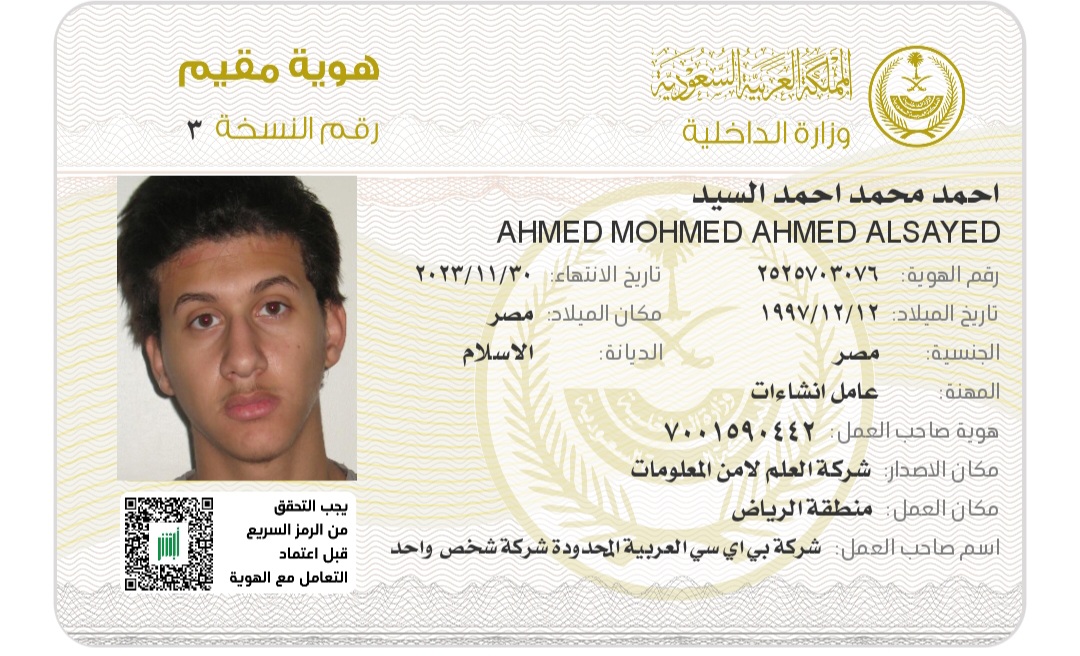 المملكة العربية السعودية
وزارة الداخلية
هوية مقيم
رقم النسخة ٣
احمد محمد احمد السيد
AHMED MOHMED AHMED ALSAYED
رقم الهوية: ٢٥٢٥٧٠٣٠٧٦ تاريخ الانتهاء: ٢٠٢٣/١١/٣٠
تاريخ الميلاد: ١٩٩٧/١٢/١٢ مكان الميلاد: مصر
الجنسية: مصر الديانة: الاسلام
المهنة: عامل انشاءات
هوية صاحب العمل: ٧٠٠١٥٩٠٤٤٢
مكان الاصدار: شركة العلم لامن المعلومات
مكان العمل: منطقة الرياض
اسم صاحب العمل: شركة بي اي سي العربية المحدودة شركة شخص واحد
يجب التحقق
من الرمز السريع
قبل اعتماد
التعامل مع الهوية
أبشر